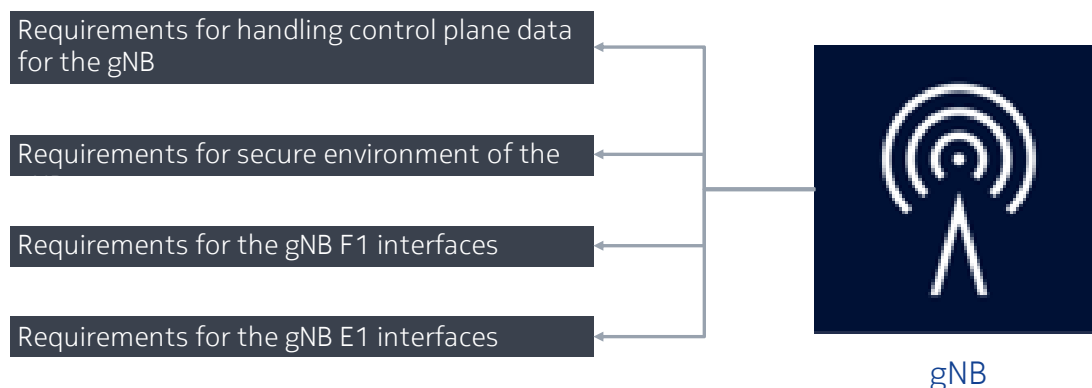 Requirements for handling control plane data
for the gNB
Requirements for secure environment of the
Requirements for the gNB F1 interfaces
Requirements for the gNB E1 interfaces
gNB